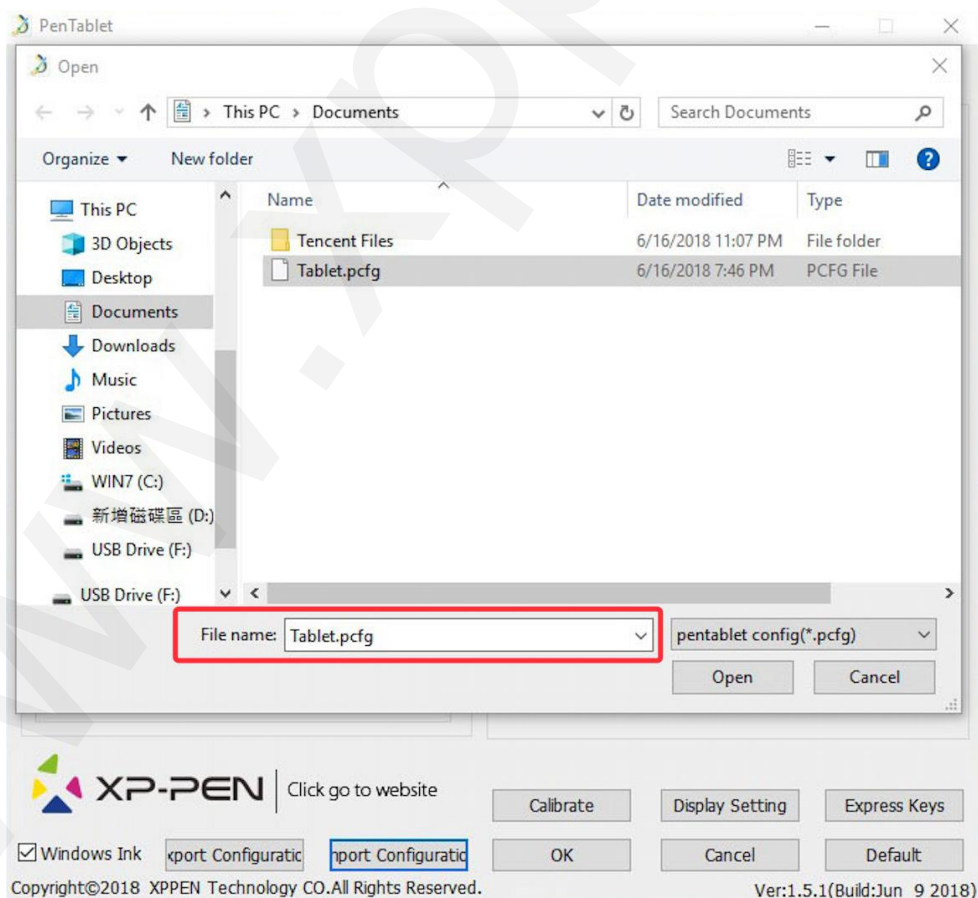 PenTablet
Open
This PC > Documents
Search Documents
Organize
New folder
Name
Date modified
Type
This PC
3D Objects
Desktop
Documents
Downloads
Music
Pictures
Videos
WIN7 (C:)
新增磁碟區 (D:)
USB Drive (F:)
USB Drive (F:)
Tencent Files 6/16/2018 11:07 PM File folder
Tablet.pcfg 6/16/2018 7:46 PM PCFG File
File name: Tablet.pcfg
pentablet config(*.pcfg)
Open
Cancel
XP-PEN
Click go to website
Calibrate
Display Setting
Express Keys
Windows Ink
xport Configuratic
nport Configuratic
OK
Cancel
Default
Copyright©2018 XPPEN Technology CO.All Rights Reserved.
Ver:1.5.1(Build:Jun 9 2018)
www.xpp